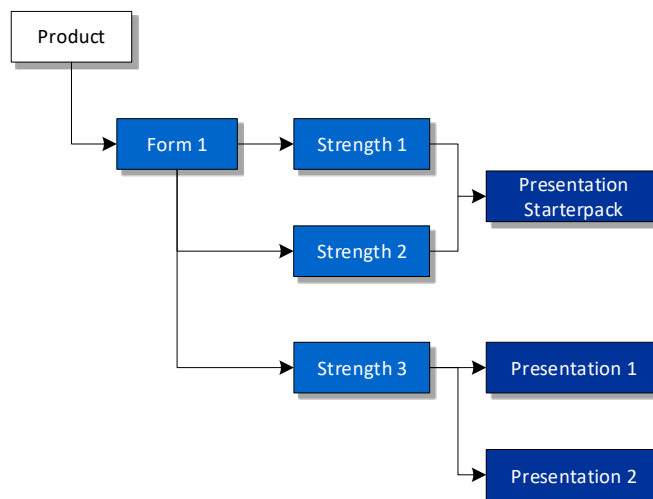 Product
Form 1
Strength 1
Presentation
Starterpack
Strength 2
Strength 3
Presentation 1
Presentation 2